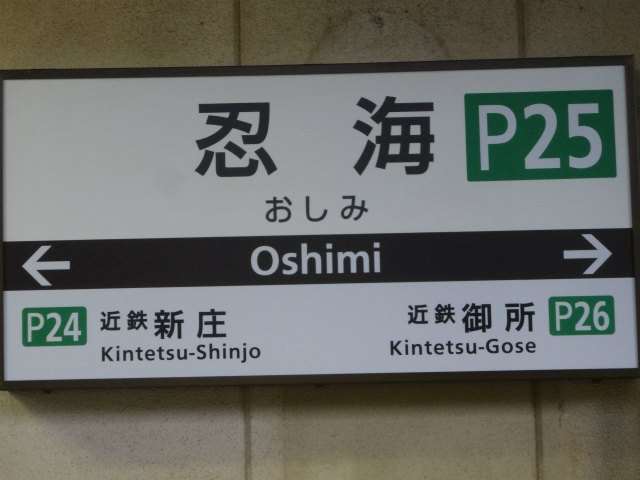 忍海 P25
おしみ
← Oshimi →
P24 近鉄新庄
Kintetsu-Shinjo
近鉄御所 P26
Kintetsu-Gose